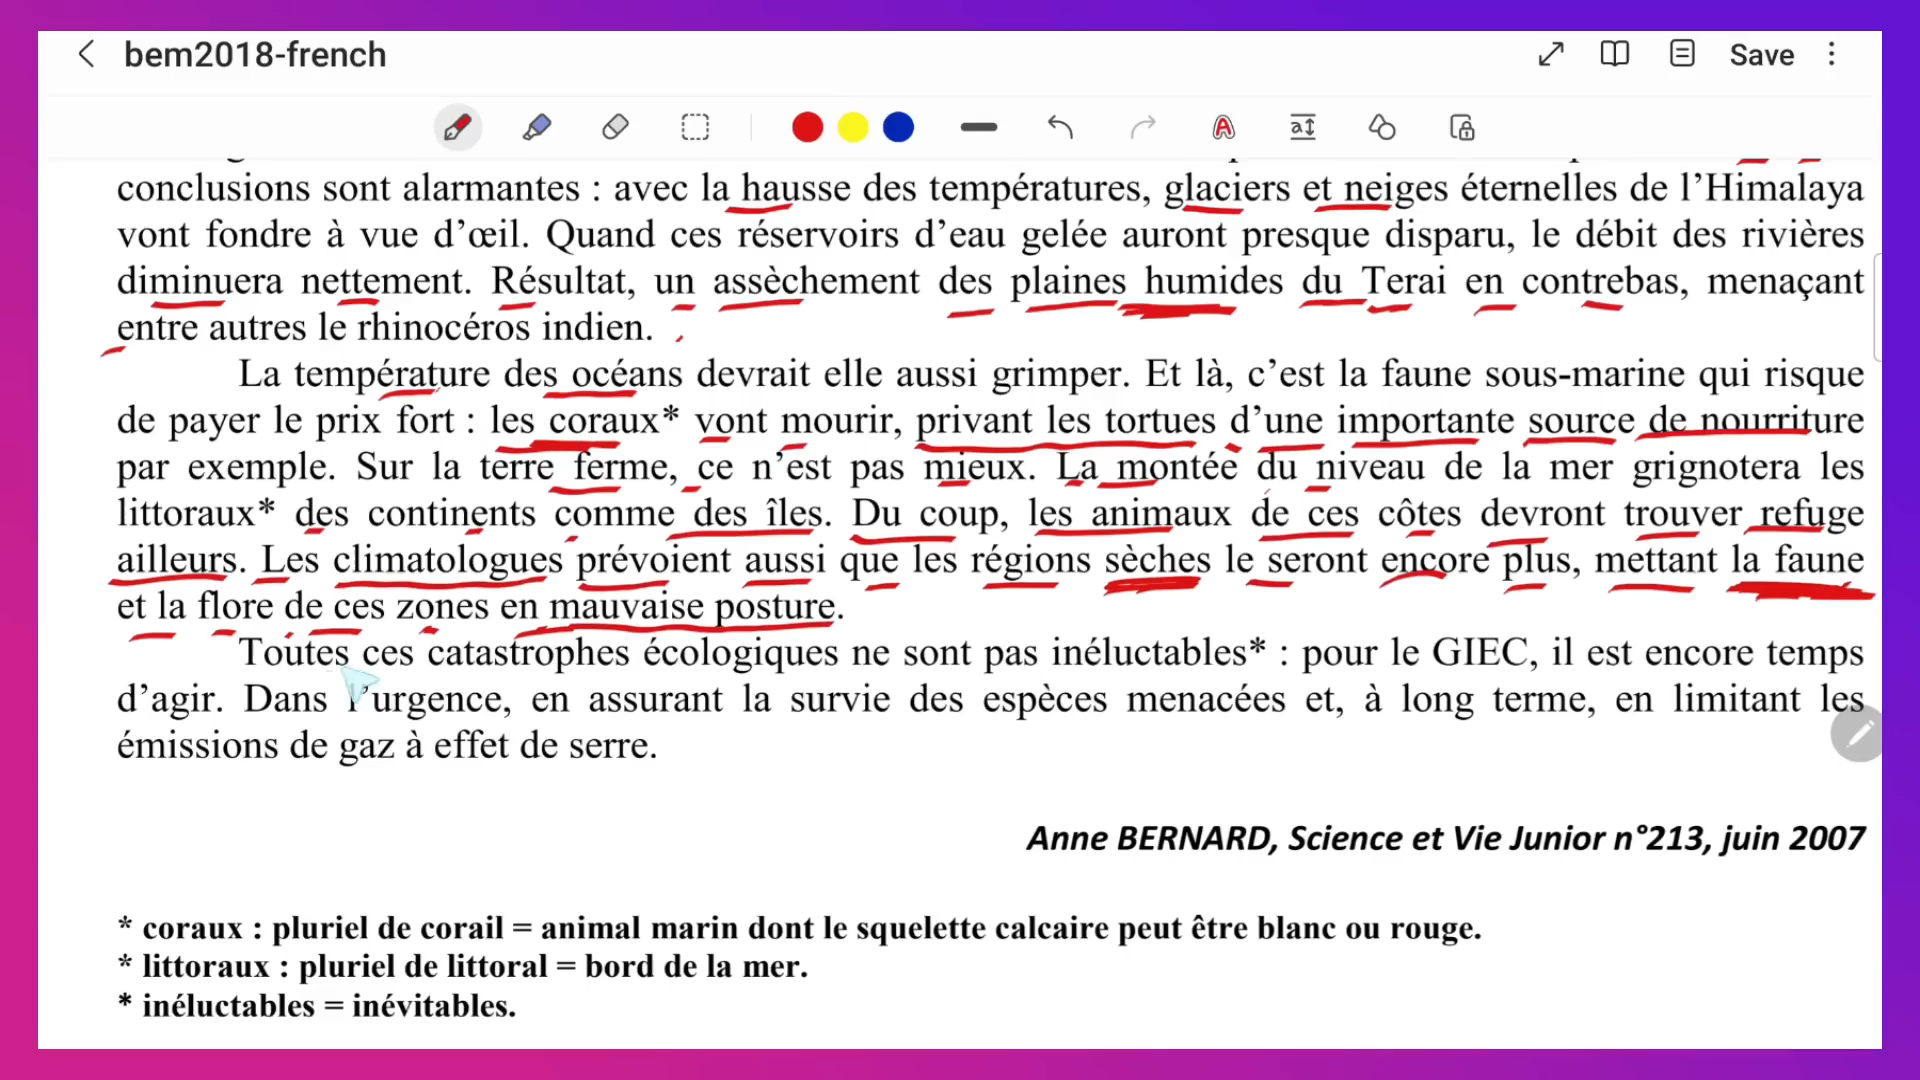 bem2018-french
Save
conclusions sont alarmantes : avec la hausse des températures, glaciers et neiges éternelles de l'Himalaya
vont fondre à vue d'œil. Quand ces réservoirs d'eau gelée auront presque disparu, le débit des rivières
diminuera nettement. Résultat, un assèchement des plaines humides du Terai en contrebas, menaçant
entre autres le rhinocéros indien.
La température des océans devrait elle aussi grimper. Et là, c'est la faune sous-marine qui risque
de payer le prix fort : les coraux* vont mourir, privant les tortues d'une importante source de nourriture
par exemple. Sur la terre ferme, ce n'est pas mieux. La montée du niveau de la mer grignotera les
littoraux* des continents comme des îles. Du coup, les animaux de ces côtes devront trouver refuge
ailleurs. Les climatologues prévoient aussi que les régions sèches le seront encore plus, mettant la faune
et la flore de ces zones en mauvaise posture.
Toutes ces catastrophes écologiques ne sont pas inéluctables* : pour le GIEC, il est encore temps
d'agir. Dans l'urgence, en assurant la survie des espèces menacées et, à long terme, en limitant les
émissions de gaz à effet de serre.
Anne BERNARD, Science et Vie Junior n°213, juin 2007
* coraux : pluriel de corail = animal marin dont le squelette calcaire peut être blanc ou rouge.
* littoraux : pluriel de littoral = bord de la mer.
* inéluctables = inévitables.